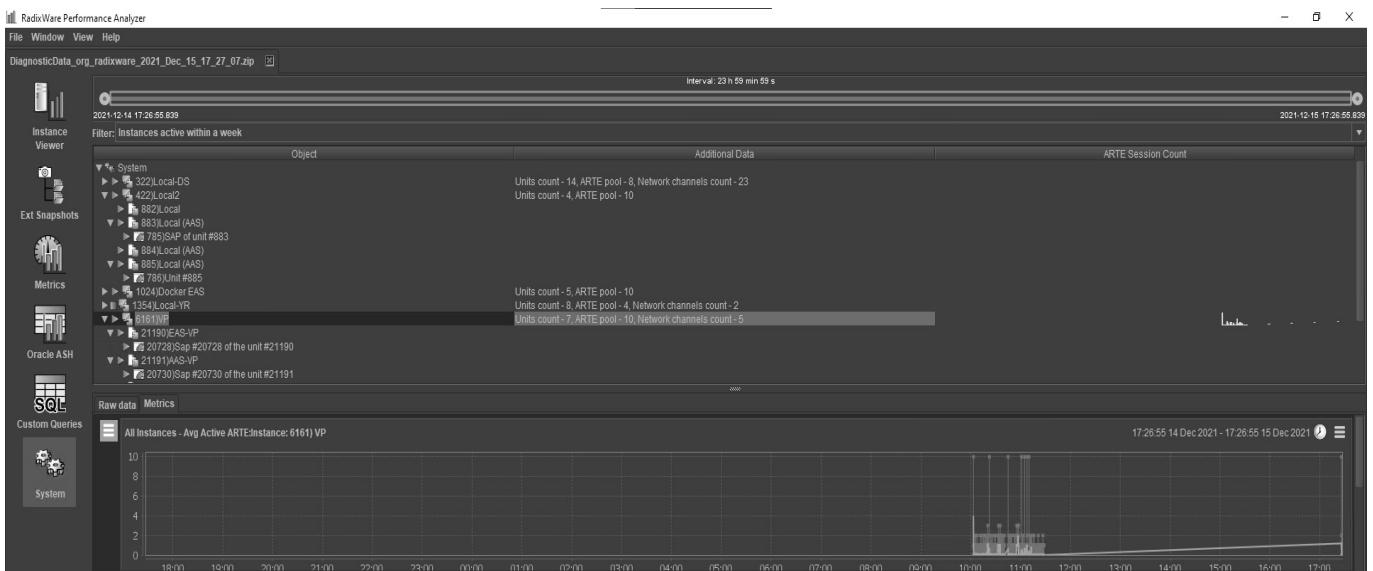 RadixWare Performance Analyzer
File Window View Help
DiagnosticData_org_radixware_2021_Dec_15_17_27_07.zip
Interval: 23 h 59 min 59 s
2021-12-14 17:26:55.839 2021-12-15 17:26:55.839
Filter: Instances active within a week
Instance
Viewer
Ext Snapshots
Metrics
Oracle ASH
SQL
Custom Queries
System
Object Additional Data ARTE Session Count
System
322)Local-DS Units count - 14, ARTE pool - 8, Network channels count - 23
422)Local2 Units count - 4, ARTE pool - 10
882)Local
883)Local (AAS)
785)SAP of unit #883
884)Local (AAS)
885)Local (AAS)
786)Unit #885
1024)Docker EAS Units count - 5, ARTE pool - 10
1354)Local-YR Units count - 8, ARTE pool - 4, Network channels count - 2
6161)VP Units count - 7, ARTE pool - 10, Network channels count - 5
21190)EAS-VP
20728)Sap #20728 of the unit #21190
21191)AAS-VP
20730)Sap #20730 of the unit #21191
Raw data Metrics
All Instances - Avg Active ARTE:Instance: 6161) VP 17:26:55 14 Dec 2021 - 17:26:55 15 Dec 2021
10
8
6
4
2
0
18:00 19:00 20:00 21:00 22:00 23:00 00:00 01:00 02:00 03:00 04:00 05:00 06:00 07:00 08:00 09:00 10:00 11:00 12:00 13:00 14:00 15:00 16:00 17:00